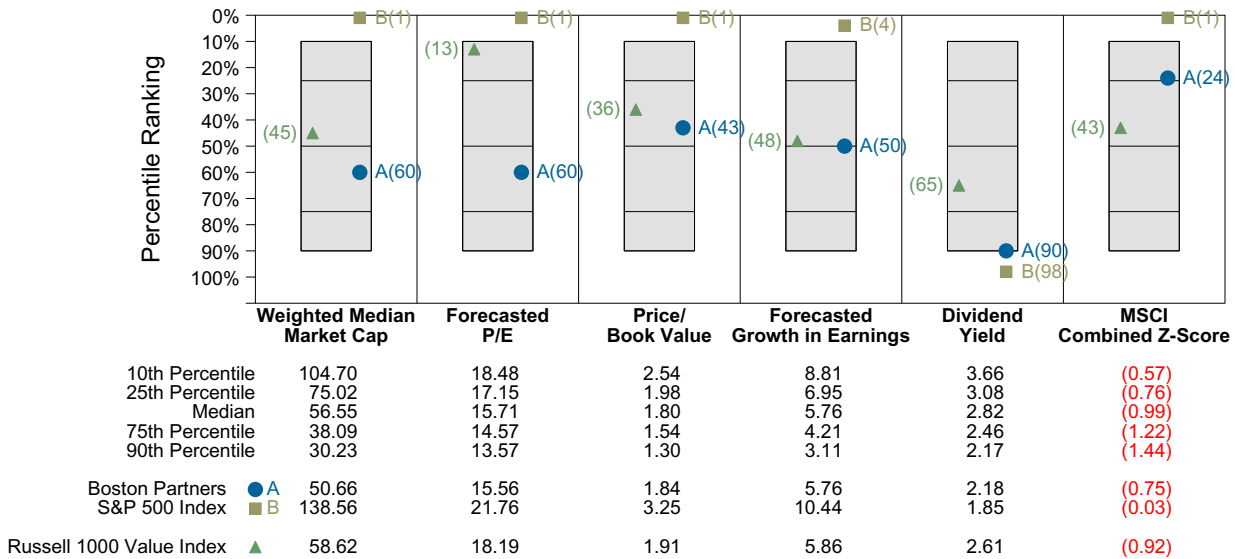 Percentile Ranking
0%
10%
20%
30%
40%
50%
60%
70%
80%
90%
100%
B(1)
(45)
A(60)
B(1)
(13)
A(60)
B(1)
(36)
A(43)
B(4)
(48)
A(50)
(65)
A(90)
B(98)
B(1)
A(24)
(43)
Weighted Median Market Cap
Forecasted P/E
Price/ Book Value
Forecasted Growth in Earnings
Dividend Yield
MSCI Combined Z-Score
10th Percentile 104.70 18.48 2.54 8.81 3.66 (0.57)
25th Percentile 75.02 17.15 1.98 6.95 3.08 (0.76)
Median 56.55 15.71 1.80 5.76 2.82 (0.99)
75th Percentile 38.09 14.57 1.54 4.21 2.46 (1.22)
90th Percentile 30.23 13.57 1.30 3.11 2.17 (1.44)
Boston Partners A 50.66 15.56 1.84 5.76 2.18 (0.75)
S&P 500 Index B 138.56 21.76 3.25 10.44 1.85 (0.03)
Russell 1000 Value Index 58.62 18.19 1.91 5.86 2.61 (0.92)